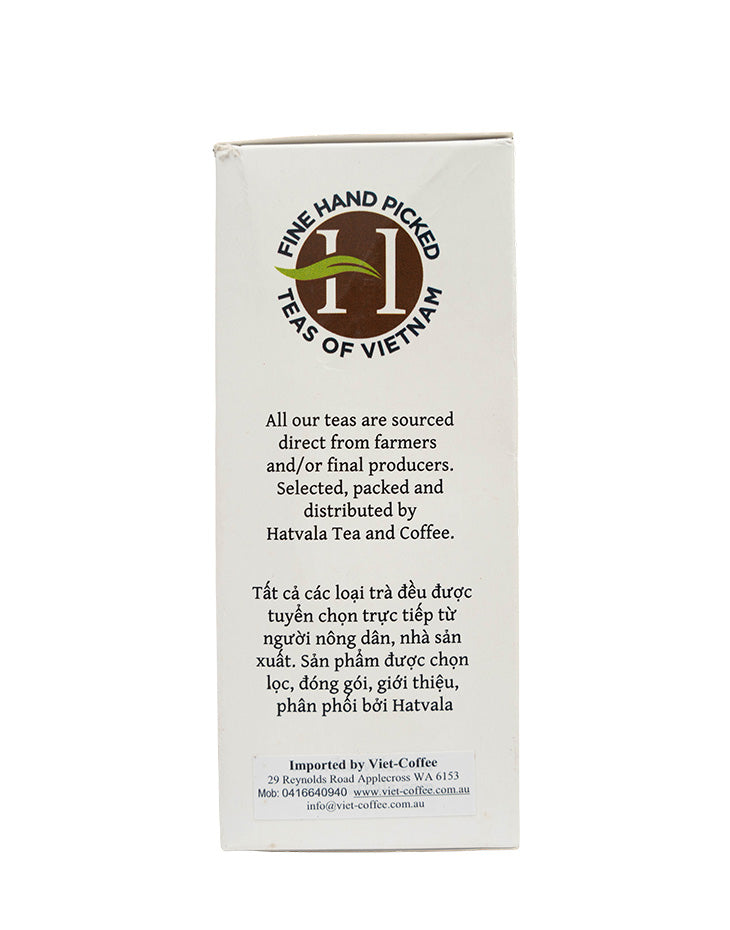 FINE HAND PICKED
H
TEAS OF VIETNAM
All our teas are sourced
direct from farmers
and/or final producers.
Selected, packed and
distributed by
Hatvala Tea and Coffee.
Tất cả các loại trà đều được
tuyển chọn trực tiếp từ
người nông dân, nhà sản
xuất. Sản phẩm được chọn
lọc, đóng gói, giới thiệu,
phân phối bởi Hatvala
Imported by Viet-Coffee
29 Reynolds Road Applecross WA 6153
Mob: 0416640940 www.viet-coffee.com.au
info@viet-coffee.com.au